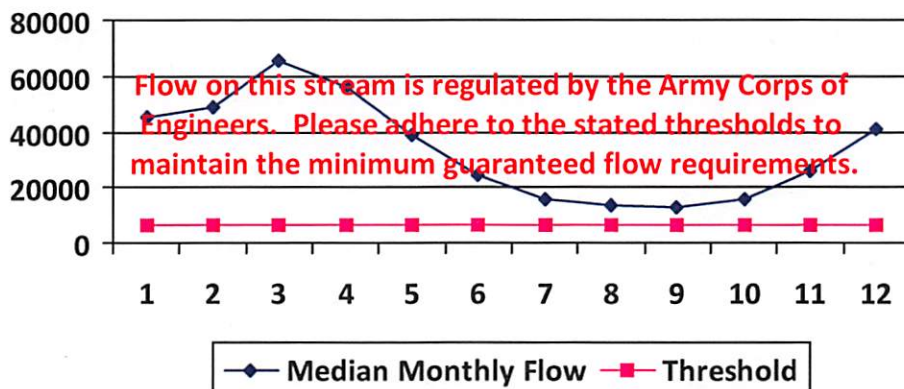 80000
60000
40000
20000
0
Flow on this stream is regulated by the Army Corps of
Engineers. Please adhere to the stated thresholds to
maintain the minimum guaranteed flow requirements.
1 2 3 4 5 6 7 8 9 10 11 12
Median Monthly Flow Threshold